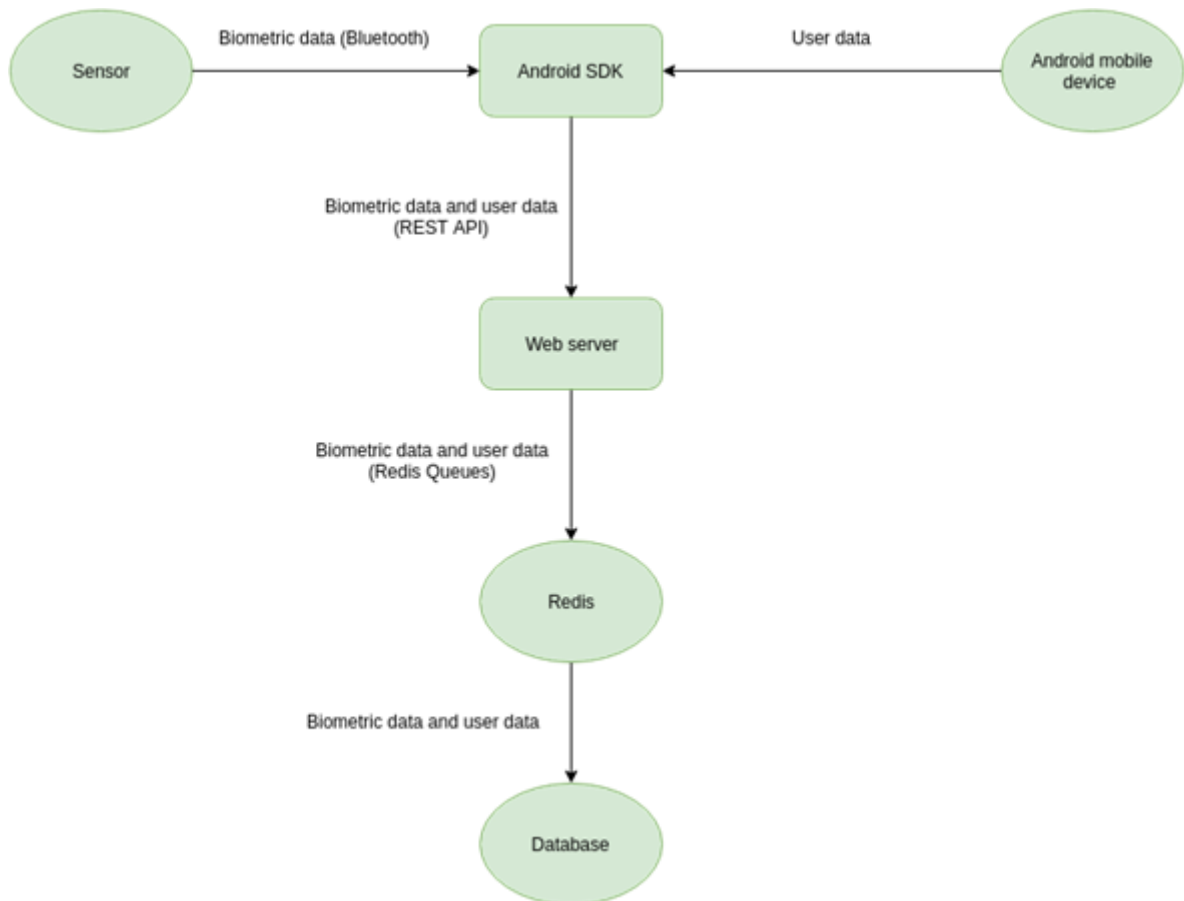 Biometric data (Bluetooth)
User data
Sensor
Android SDK
Android mobile
device
Biometric data and user data
(REST API)
Web server
Biometric data and user data
(Redis Queues)
Redis
Biometric data and user data
Database